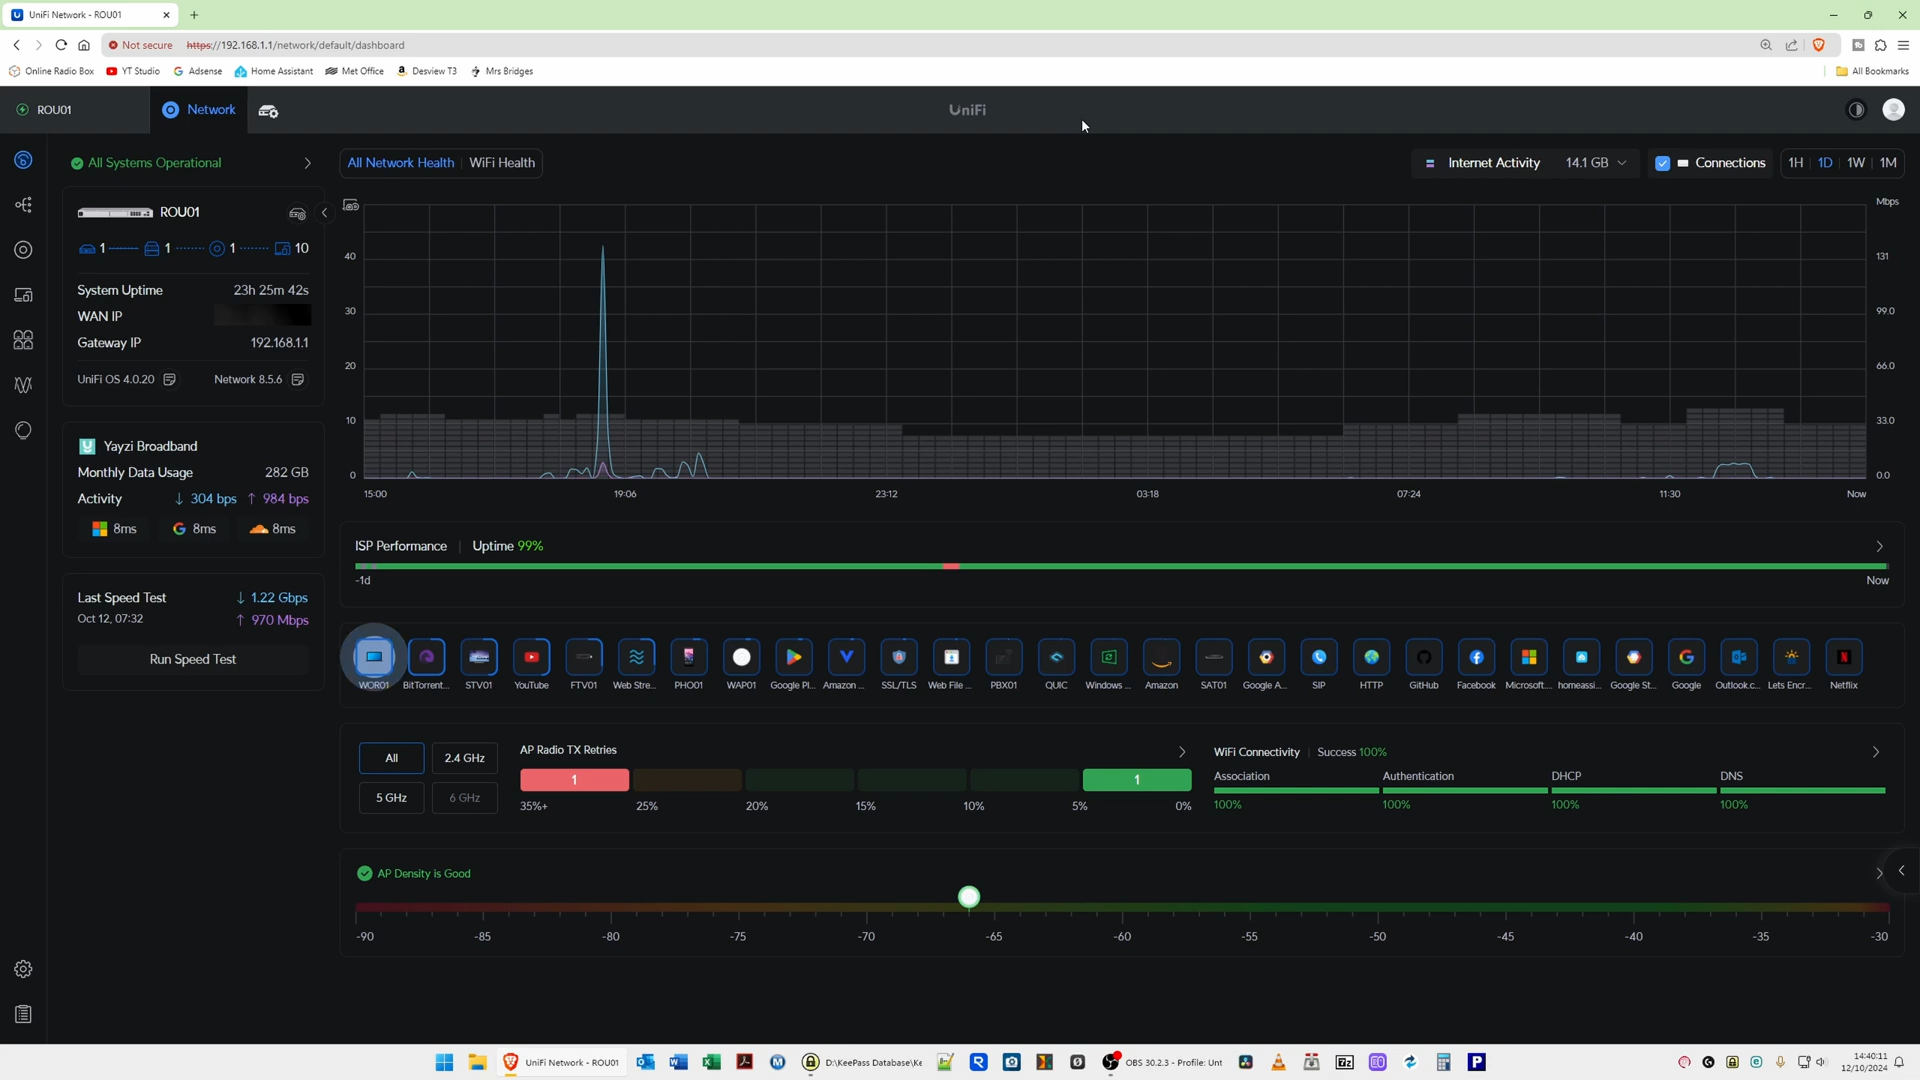 UniFi Network - ROU01
Not secure https://192.168.1.1/network/default/dashboard
Online Radio Box YT Studio Adsense Home Assistant Met Office Desview T3 Mrs Bridges All Bookmarks
ROU01 Network UniFi
All Systems Operational
All Network Health WiFi Health
Internet Activity 14.1 GB Connections 1H 1D 1W 1M
ROU01
1 1 1 10
System Uptime 23h 25m 42s
WAN IP
Gateway IP 192.168.1.1
UniFi OS 4.0.20 Network 8.5.6
Yayzi Broadband
Monthly Data Usage 282 GB
Activity ↓ 304 bps ↑ 984 bps
8ms 8ms 8ms
Last Speed Test ↓ 1.22 Gbps
Oct 12, 07:32 ↑ 970 Mbps
Run Speed Test
Mbps
40 131
30 99.0
20 66.0
10 33.0
0 0.0
15:00 19:06 23:12 03:18 07:24 11:30 Now
ISP Performance Uptime 99%
-1d Now
WOR01 BitTorrent... STV01 YouTube FTV01 Web Stre... PHO01 WAP01 Google Pl... Amazon ... SSL/TLS Web File ... PBX01 QUIC Windows ... Amazon SAT01 Google A... SIP HTTP GitHub Facebook Microsoft... homeassi... Google St... Google Outlook.c... Lets Encr... Netflix
All 2.4 GHz
5 GHz 6 GHz
AP Radio TX Retries
1 1
35%+ 25% 20% 15% 10% 5% 0%
WiFi Connectivity Success 100%
Association Authentication DHCP DNS
100% 100% 100% 100%
AP Density is Good
-90 -85 -80 -75 -70 -65 -60 -55 -50 -45 -40 -35 -30
UniFi Network - ROU01 D:\KeePass Database\Ke OBS 30.2.3 - Profile: Unt
14:40:11
12/10/2024